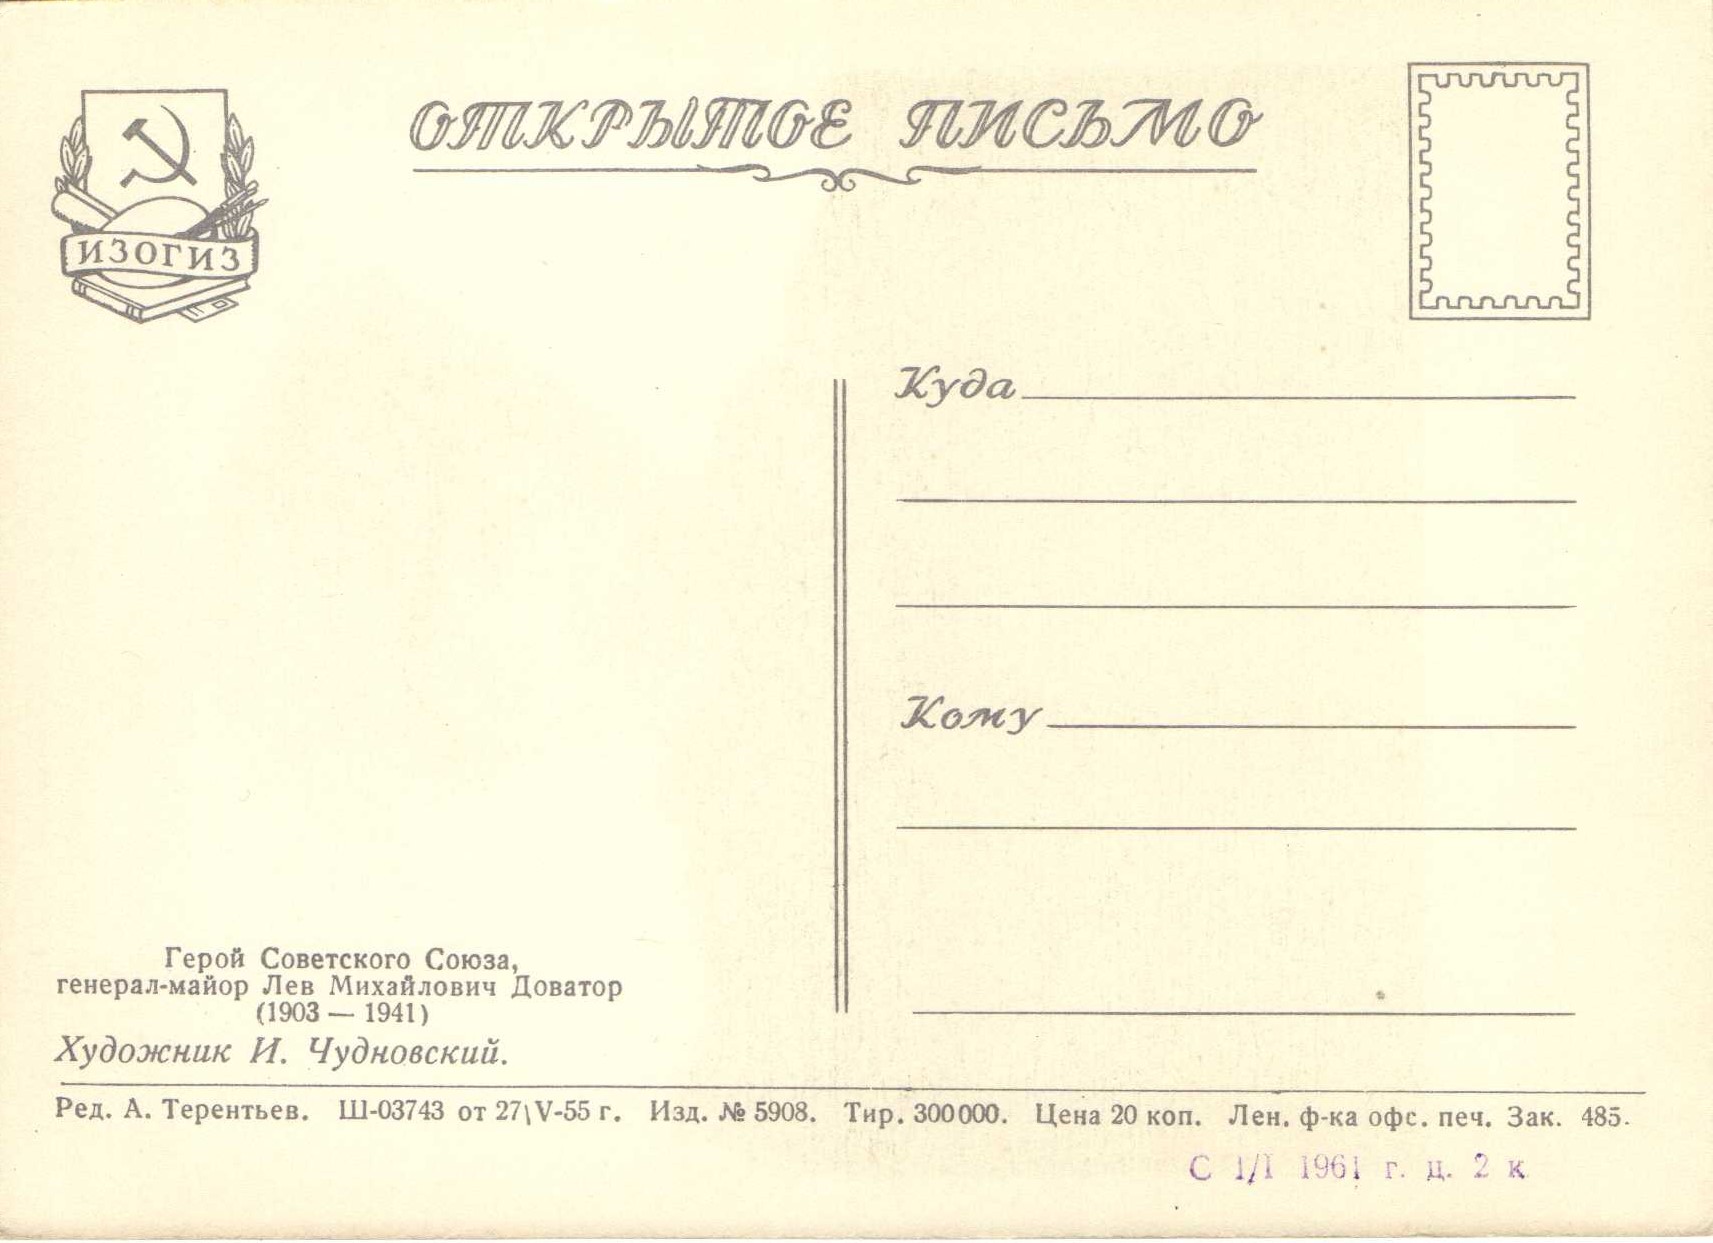 ОТКРЫТОЕ ПИСЬМО
ИЗОГИЗ
Куда
Кому
Герой Советского Союза,
генерал-майор Лев Михайлович Доватор
(1903 — 1941)
Художник И. Чудновский.
Ред. А. Терентьев. Ш-03743 от 27\V-55 г. Изд. № 5908. Тир. 300000. Цена 20 коп. Лен. ф-ка офс. печ. Зак. 485.
С 1/I 1961 г. ц. 2 к